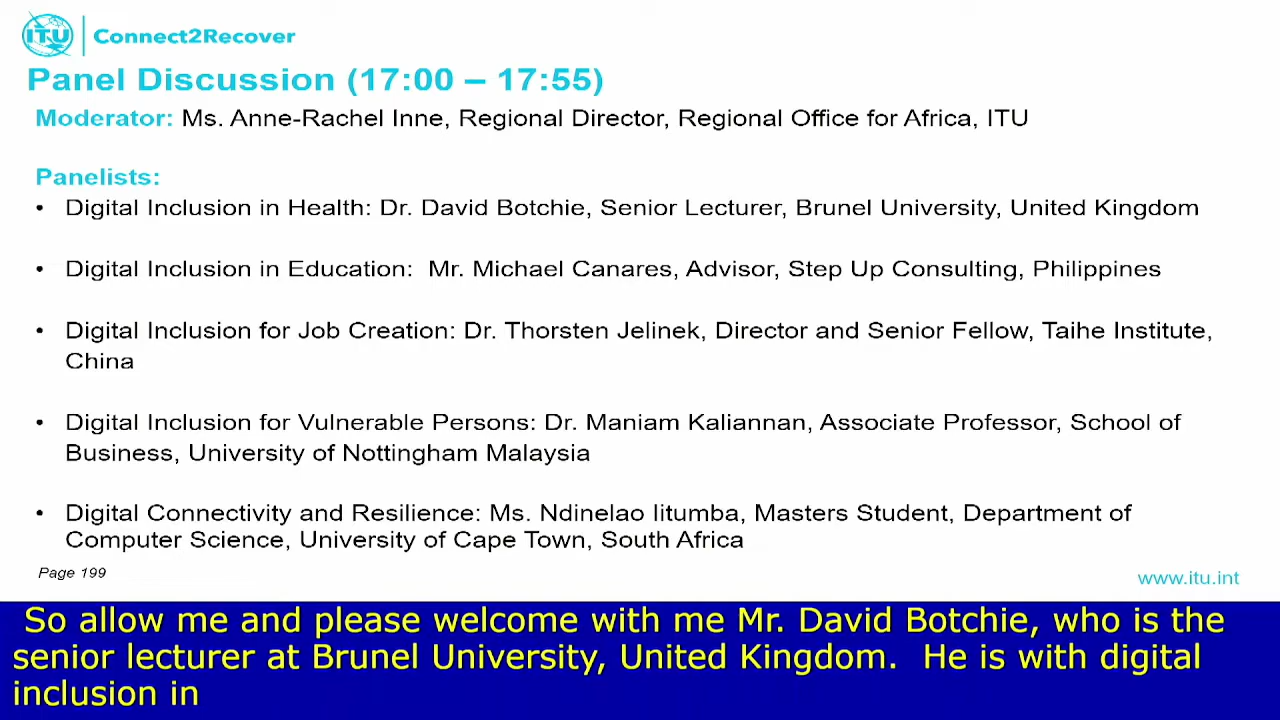 ITU
Connect2Recover
Panel Discussion (17:00 – 17:55)
Moderator: Ms. Anne-Rachel Inne, Regional Director, Regional Office for Africa, ITU
Panelists:
• Digital Inclusion in Health: Dr. David Botchie, Senior Lecturer, Brunel University, United Kingdom
• Digital Inclusion in Education:  Mr. Michael Canares, Advisor, Step Up Consulting, Philippines
• Digital Inclusion for Job Creation: Dr. Thorsten Jelinek, Director and Senior Fellow, Taihe Institute,
China
• Digital Inclusion for Vulnerable Persons: Dr. Maniam Kaliannan, Associate Professor, School of
Business, University of Nottingham Malaysia
• Digital Connectivity and Resilience: Ms. Ndinelao Iitumba, Masters Student, Department of
Computer Science, University of Cape Town, South Africa
Page 199
www.itu.int
So allow me and please welcome with me Mr. David Botchie, who is the
senior lecturer at Brunel University, United Kingdom.  He is with digital
inclusion in